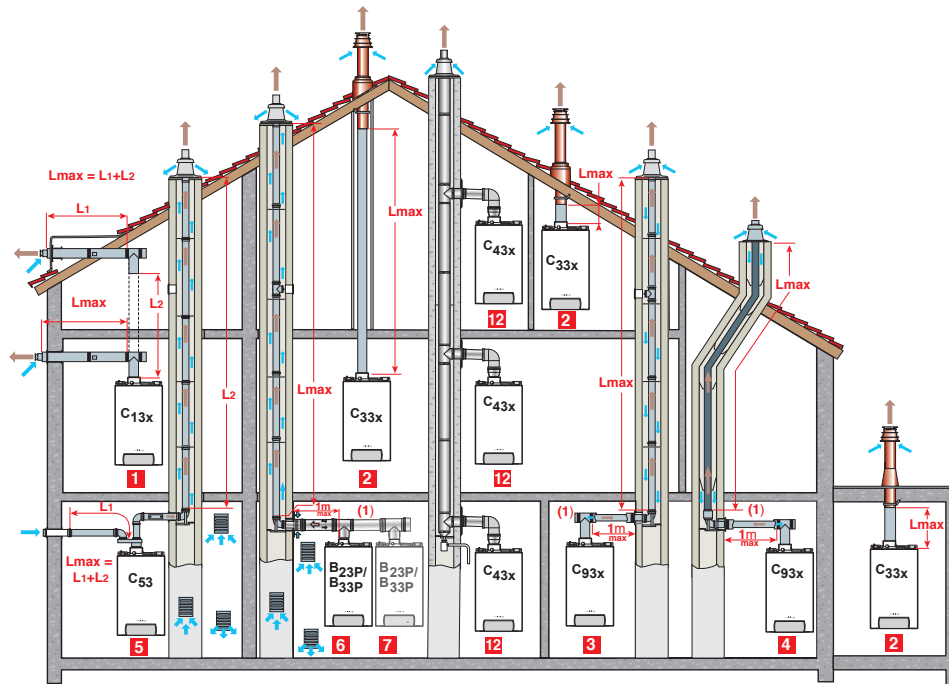 Lmax = L1+L2
L1
Lmax
L2
C13x
1
L2
Lmax
Lmax
C33x
2
C43x
12
Lmax
C33x
2
C43x
12
Lmax
Lmax
L1
Lmax =
L1+L2
C53
5
1m
max
(1)
B23P/
B33P
6
B23P/
B33P
7
C43x
12
(1)
1m
max
C93x
3
(1)
1m
max
C93x
4
Lmax
C33x
2